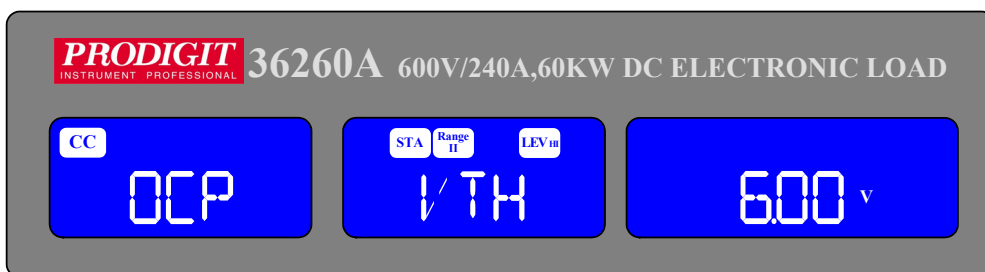 PRODIGIT
INSTRUMENT PROFESSIONAL
36260A 600V/240A,60KW DC ELECTRONIC LOAD
CC
OCP
STA Range II LEV HI
VTH
6.00 V